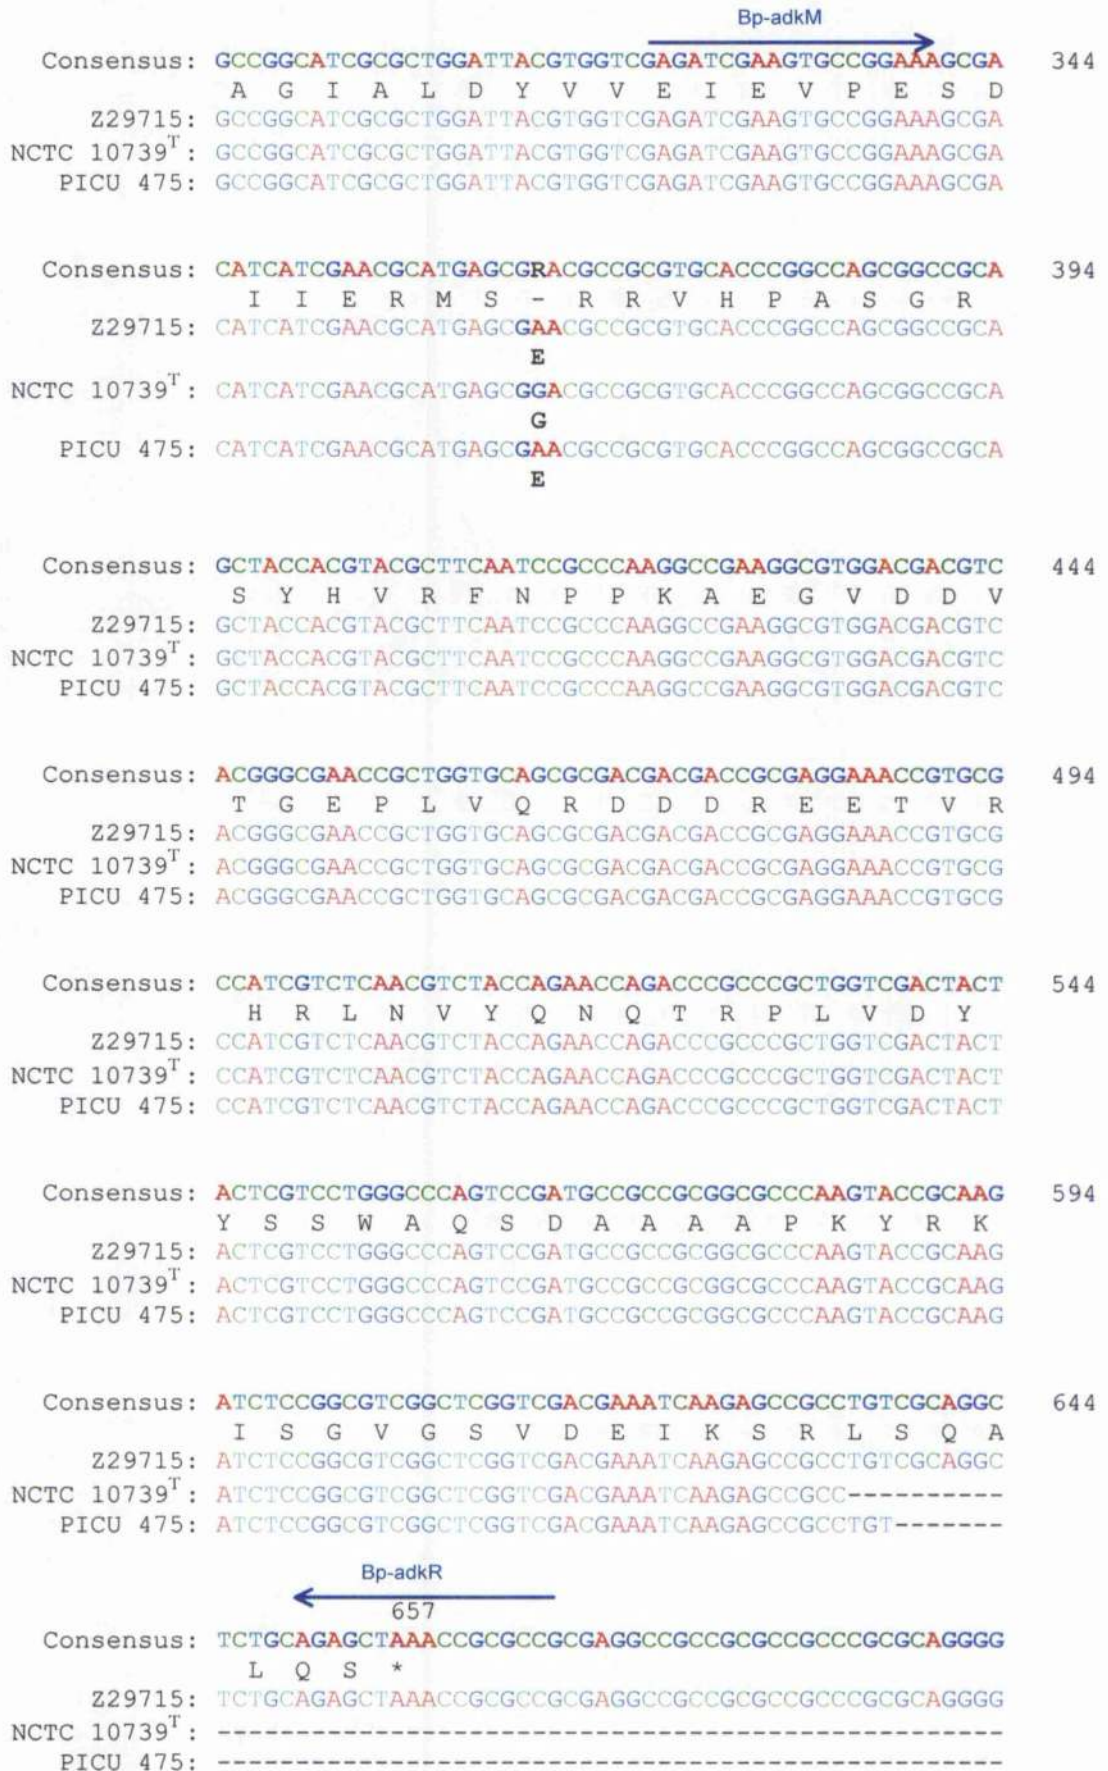 Bp-adkM
Consensus: GCCGGCATCGCGCTGGATTACGTGGTCGAGATCGAAGTGCCGGAAAGCGA 344
A G I A L D Y V V E I E V P E S D
Z29715: GCCGGCATCGCGCTGGATTACGTGGTCGAGATCGAAGTGCCGGAAAGCGA
NCTC 10739T: GCCGGCATCGCGCTGGATTACGTGGTCGAGATCGAAGTGCCGGAAAGCGA
PICU 475: GCCGGCATCGCGCTGGATTACGTGGTCGAGATCGAAGTGCCGGAAAGCGA
Consensus: CATCATCGAACGCATGAGCGRACGCCGCGTGCACCCGGCCAGCGGCCGCA 394
I I E R M S - R R V H P A S G R
Z29715: CATCATCGAACGCATGAGCGAACGCCGCGTGCACCCGGCCAGCGGCCGCA
E
NCTC 10739T: CATCATCGAACGCATGAGCGGACGCCGCGTGCACCCGGCCAGCGGCCGCA
G
PICU 475: CATCATCGAACGCATGAGCGAACGCCGCGTGCACCCGGCCAGCGGCCGCA
E
Consensus: GCTACCACGTACGCTTCAATCCGCCCAAGGCCGAAGGCGTGGACGACGTC 444
S Y H V R F N P P K A E G V D D V
Z29715: GCTACCACGTACGCTTCAATCCGCCCAAGGCCGAAGGCGTGGACGACGTC
NCTC 10739T: GCTACCACGTACGCTTCAATCCGCCCAAGGCCGAAGGCGTGGACGACGTC
PICU 475: GCTACCACGTACGCTTCAATCCGCCCAAGGCCGAAGGCGTGGACGACGTC
Consensus: ACGGGCGAACCGCTGGTGCAGCGCGACGACGACCGCGAGGAAACCGTGCG 494
T G E P L V Q R D D D R E E T V R
Z29715: ACGGGCGAACCGCTGGTGCAGCGCGACGACGACCGCGAGGAAACCGTGCG
NCTC 10739T: ACGGGCGAACCGCTGGTGCAGCGCGACGACGACCGCGAGGAAACCGTGCG
PICU 475: ACGGGCGAACCGCTGGTGCAGCGCGACGACGACCGCGAGGAAACCGTGCG
Consensus: CCATCGTCTCAACGTCTACCAGAACCAGACCCGCCCGCTGGTCGACTACT 544
H R L N V Y Q N Q T R P L V D Y
Z29715: CCATCGTCTCAACGTCTACCAGAACCAGACCCGCCCGCTGGTCGACTACT
NCTC 10739T: CCATCGTCTCAACGTCTACCAGAACCAGACCCGCCCGCTGGTCGACTACT
PICU 475: CCATCGTCTCAACGTCTACCAGAACCAGACCCGCCCGCTGGTCGACTACT
Consensus: ACTCGTCCTGGGCCCAGTCCGATGCCGCCGCGGCGCCCAAGTACCGCAAG 594
Y S S W A Q S D A A A A P K Y R K
Z29715: ACTCGTCCTGGGCCCAGTCCGATGCCGCCGCGGCGCCCAAGTACCGCAAG
NCTC 10739T: ACTCGTCCTGGGCCCAGTCCGATGCCGCCGCGGCGCCCAAGTACCGCAAG
PICU 475: ACTCGTCCTGGGCCCAGTCCGATGCCGCCGCGGCGCCCAAGTACCGCAAG
Consensus: ATCTCCGGCGTCGGCTCGGTCGACGAAATCAAGAGCCGCCTGTCGCAGGC 644
I S G V G S V D E I K S R L S Q A
Z29715: ATCTCCGGCGTCGGCTCGGTCGACGAAATCAAGAGCCGCCTGTCGCAGGC
NCTC 10739T: ATCTCCGGCGTCGGCTCGGTCGACGAAATCAAGAGCCGCC----------
PICU 475: ATCTCCGGCGTCGGCTCGGTCGACGAAATCAAGAGCCGCCTGT-------
Bp-adkR
657
Consensus: TCTGCAGAGCTAAACCGCGCCGCGAGGCCGCCGCGCCGCCCGCGCAGGGG
L Q S *
Z29715: TCTGCAGAGCTAAACCGCGCCGCGAGGCCGCCGCGCCGCCCGCGCAGGGG
NCTC 10739T: --------------------------------------------------
PICU 475: --------------------------------------------------